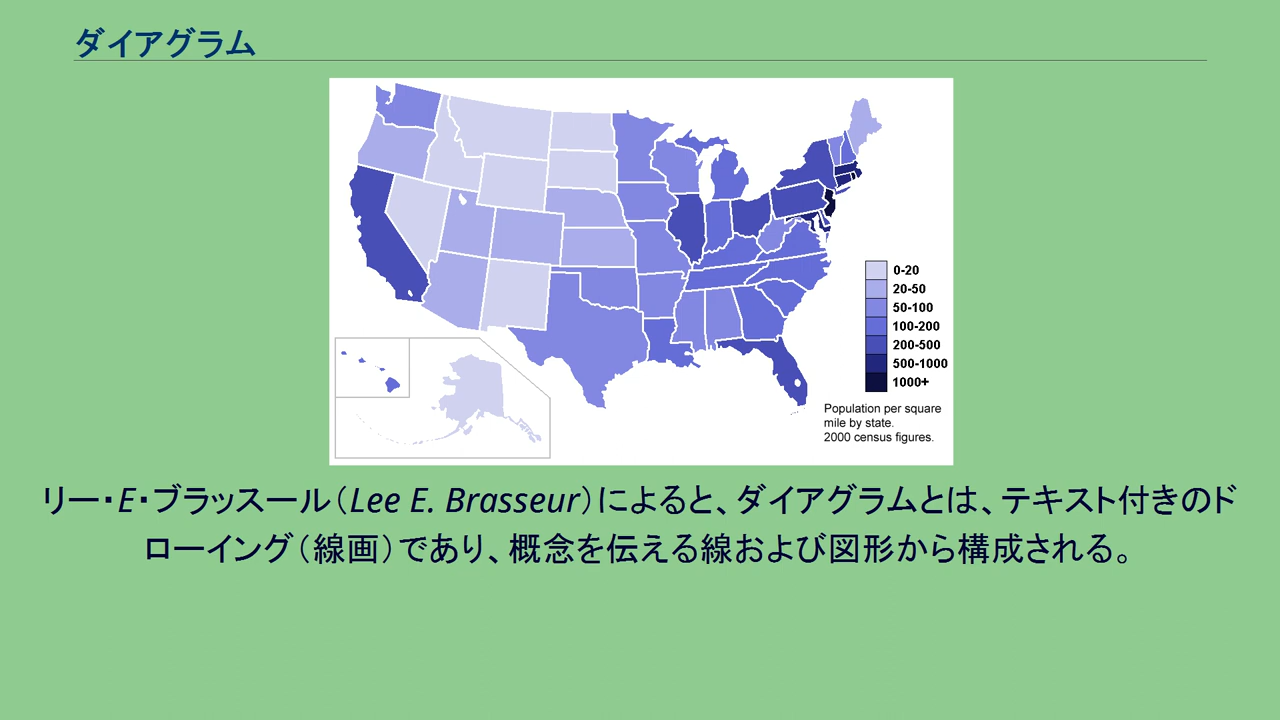 ダイアグラム
0-20
20-50
50-100
100-200
200-500
500-1000
1000+
Population per square
mile by state.
2000 census figures.
リー・E・ブラッスール（Lee E. Brasseur）によると、ダイアグラムとは、テキスト付きのド
ローイング（線画）であり、概念を伝える線および図形から構成される。